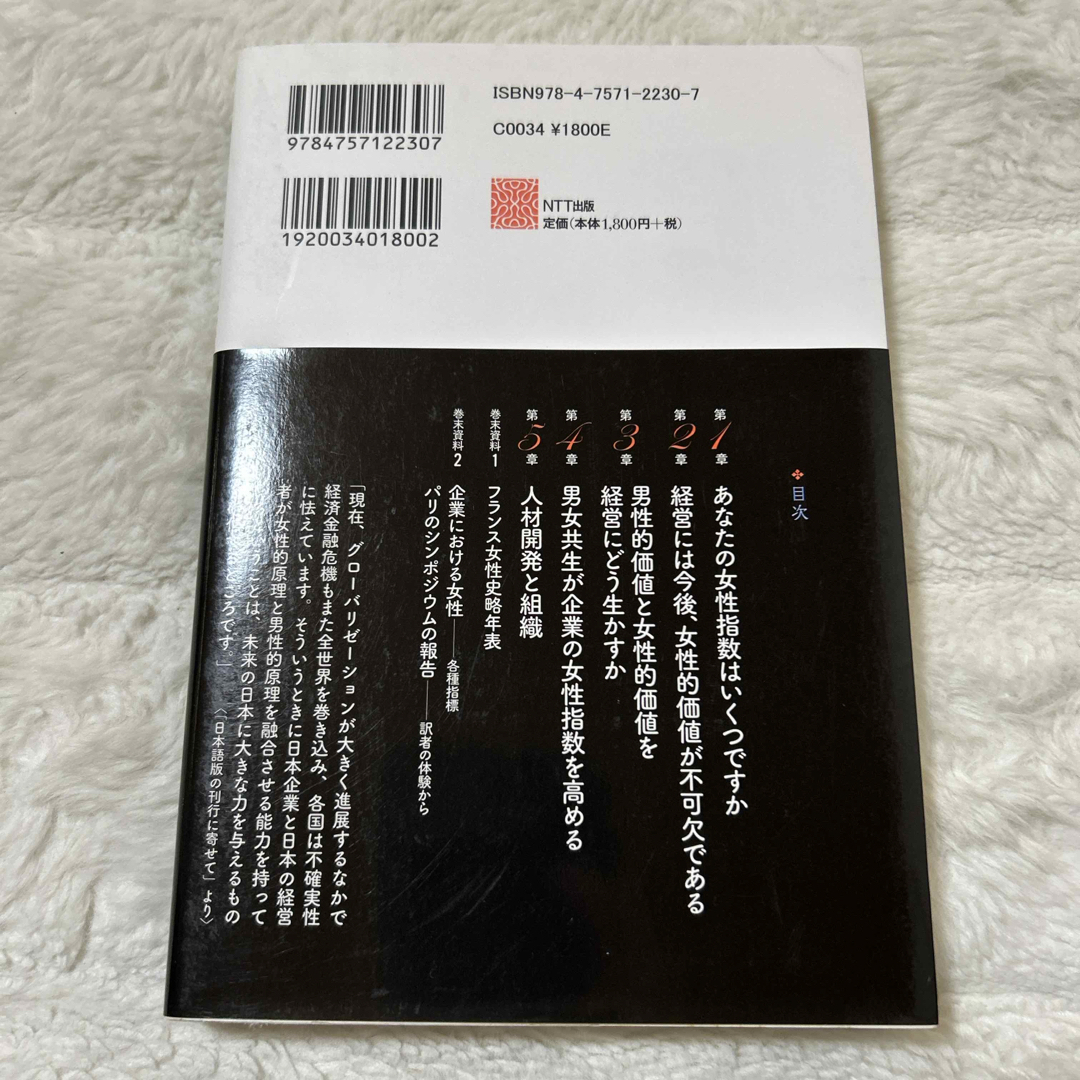 ISBN978-4-7571-2230-7
C0034 ¥1800E
9784757122307
1920034018002
NTT出版
定価(本体1,800円+税)
目次
第1章 あなたの女性指数はいくつですか
第2章 経営には今後、女性的価値が不可欠である
第3章 男性的価値と女性的価値を
経営にどう生かすか
第4章 男女共生が企業の女性指数を高める
第5章 人材開発と組織
巻末資料1 フランス女性史略年表
巻末資料2 企業における女性——各種指標
パリのシンポジウムの報告——訳者の体験から
「現在、グローバリゼーションが大きく進展するなかで
経済金融危機もまた全世界を巻き込み、各国は不確実性
に怯えています。そういうときに日本企業と日本の経営
者が女性的原理と男性的原理を融合させる能力を持って
うことは、未来の日本に大きな力を与えるもの
ところです。」
〈「日本語版の刊行に寄せて」より〉